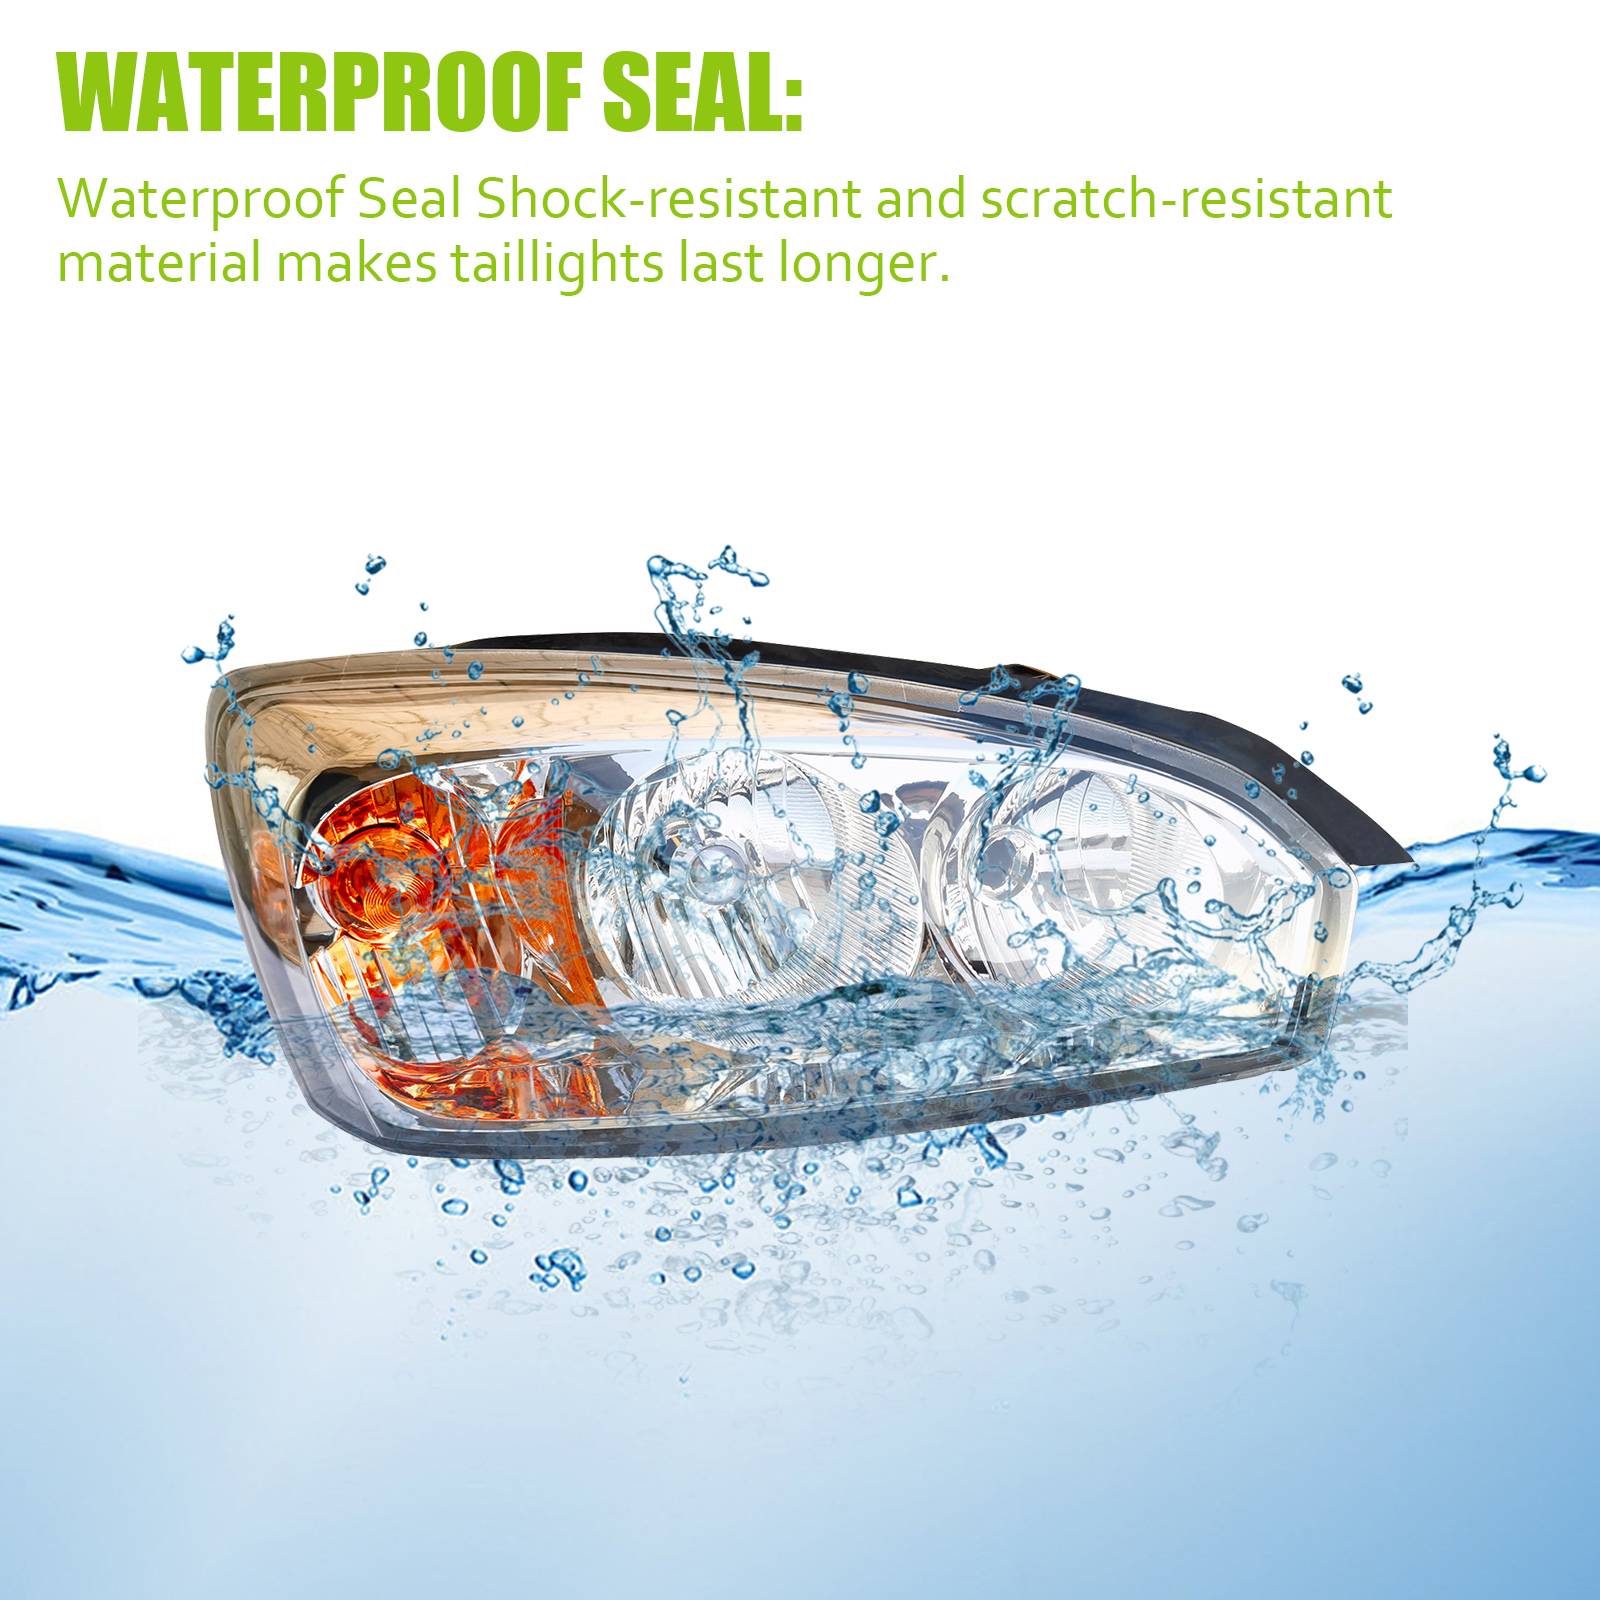 WATERPROOF SEAL:
Waterproof Seal Shock-resistant and scratch-resistant
material makes taillights last longer.